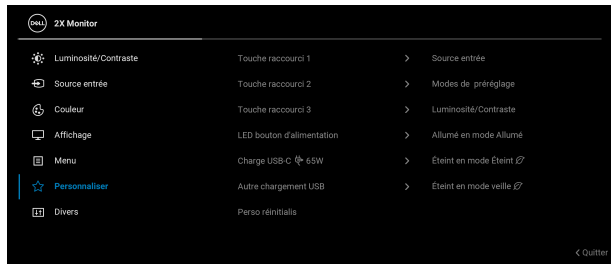 DELL 2X Monitor
Luminosité/Contraste Touche raccourci 1 > Source entrée
Source entrée Touche raccourci 2 > Modes de préréglage
Couleur Touche raccourci 3 > Luminosité/Contraste
Affichage LED bouton d'alimentation > Allumé en mode Allumé
Menu Charge USB-C 65W > Éteint en mode Éteint
Personnaliser Autre chargement USB > Éteint en mode veille
Divers Perso réinitialis
< Quitter